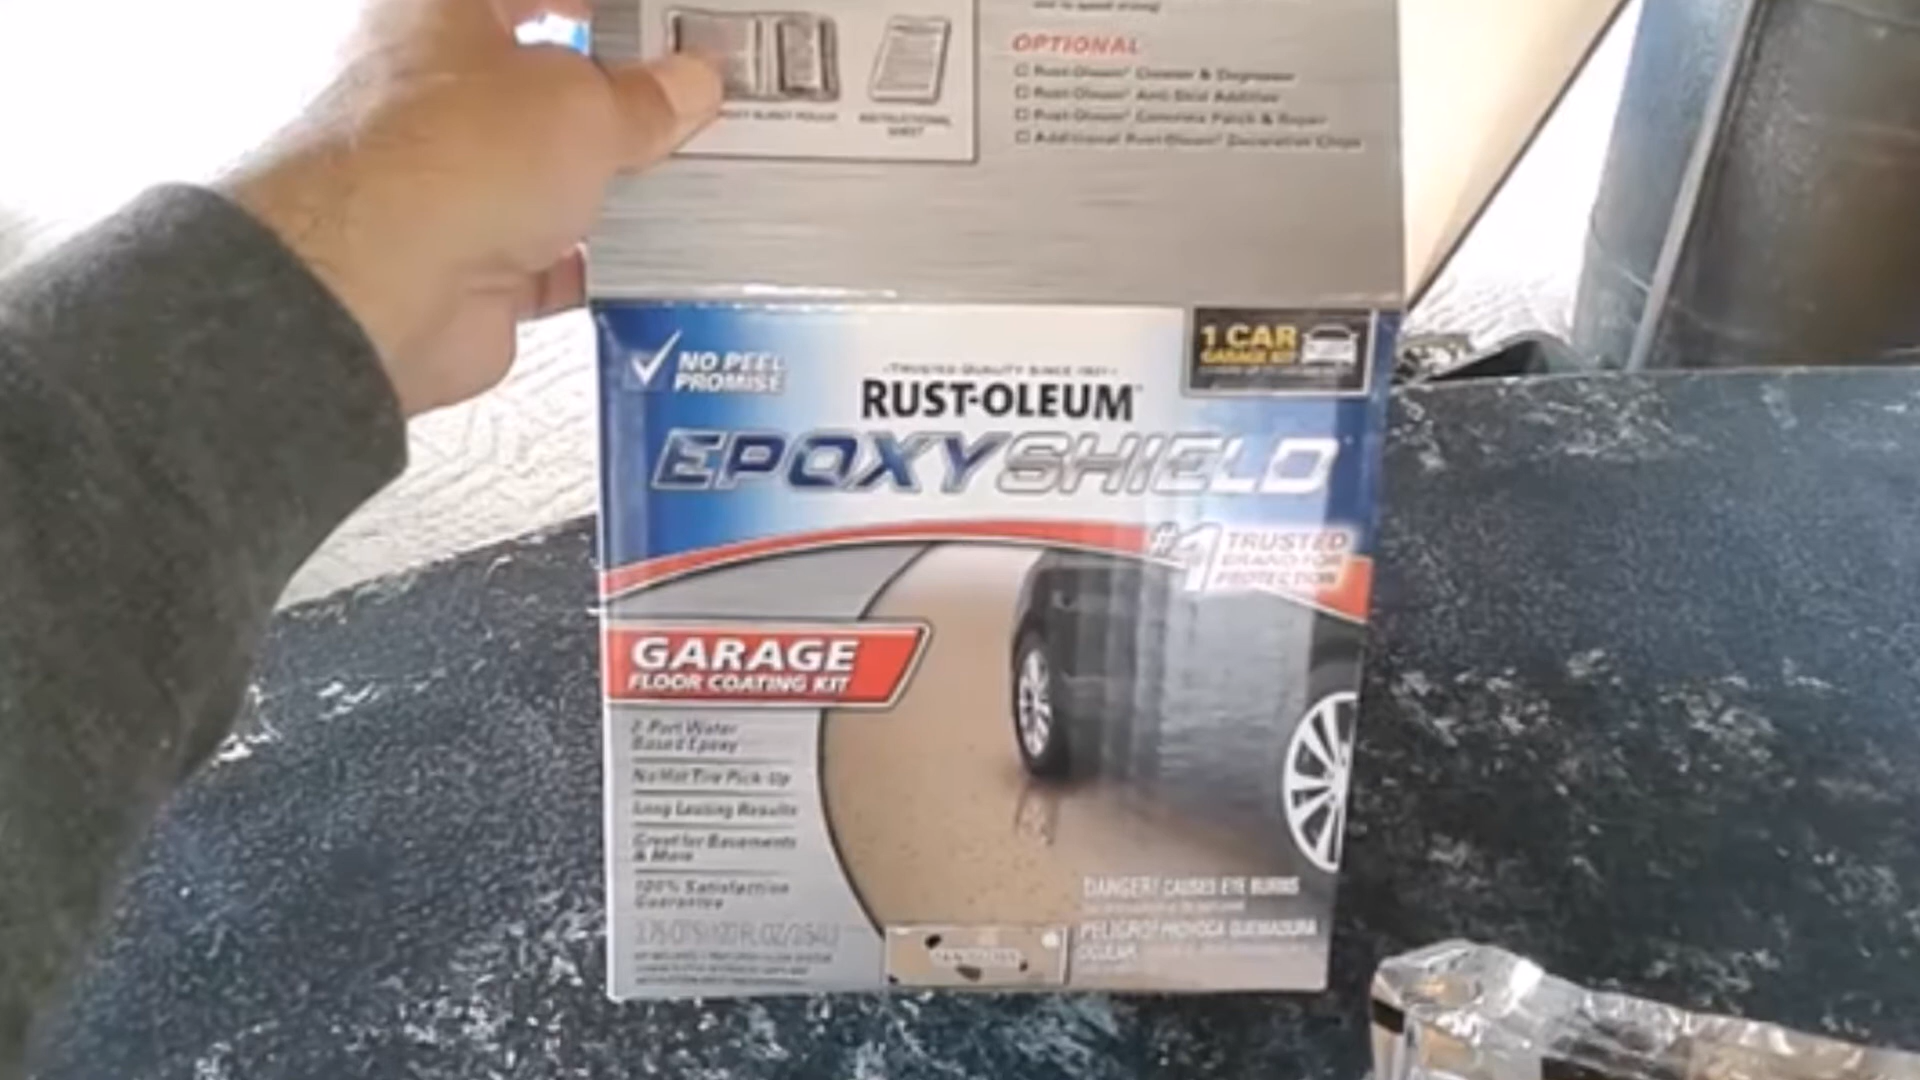 INSTRUCTIONAL
SHEET
OPTIONAL
Rust-Oleum® Cleaner & Degreaser
Rust-Oleum® Anti-Skid Additive
Rust-Oleum® Concrete Patch & Repair
Additional Rust-Oleum® Decorative Chips
NO PEEL
PROMISE
TRUSTED QUALITY SINCE 1921
RUST-OLEUM
EPOXYSHIELD
1 CAR
GARAGE KIT
#1 TRUSTED
BRAND FOR
PROTECTION
GARAGE
FLOOR COATING KIT
2-Part Water
Based Epoxy
No Hot Tire Pick-Up
Long Lasting Results
Great for Basements
& More
100% Satisfaction
Guarantee
DANGER! CAUSES EYE BURNS
PELIGRO! PROVOCA QUEMADURA
OCULAR